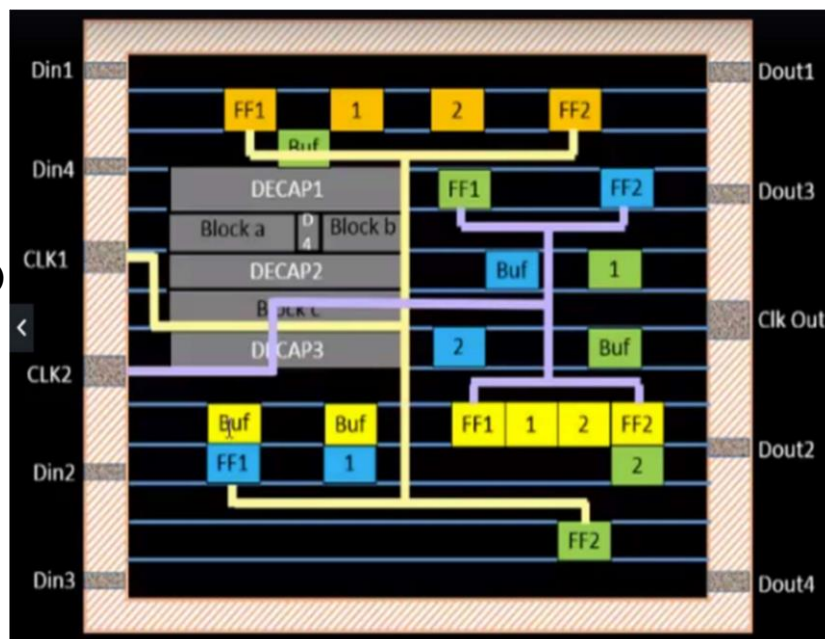 Din1
Dout1
FF1 1 2 FF2
Buf
Din4
DECAP1
FF1
FF2
Dout3
Block a
D
4
Block b
CLK1
DECAP2
Buf
1
Block c
Clk Out
DECAP3
2
Buf
CLK2
Buf
Buf
FF1 1 2 FF2
Dout2
FF1
1
2
Din2
FF2
Din3
Dout4